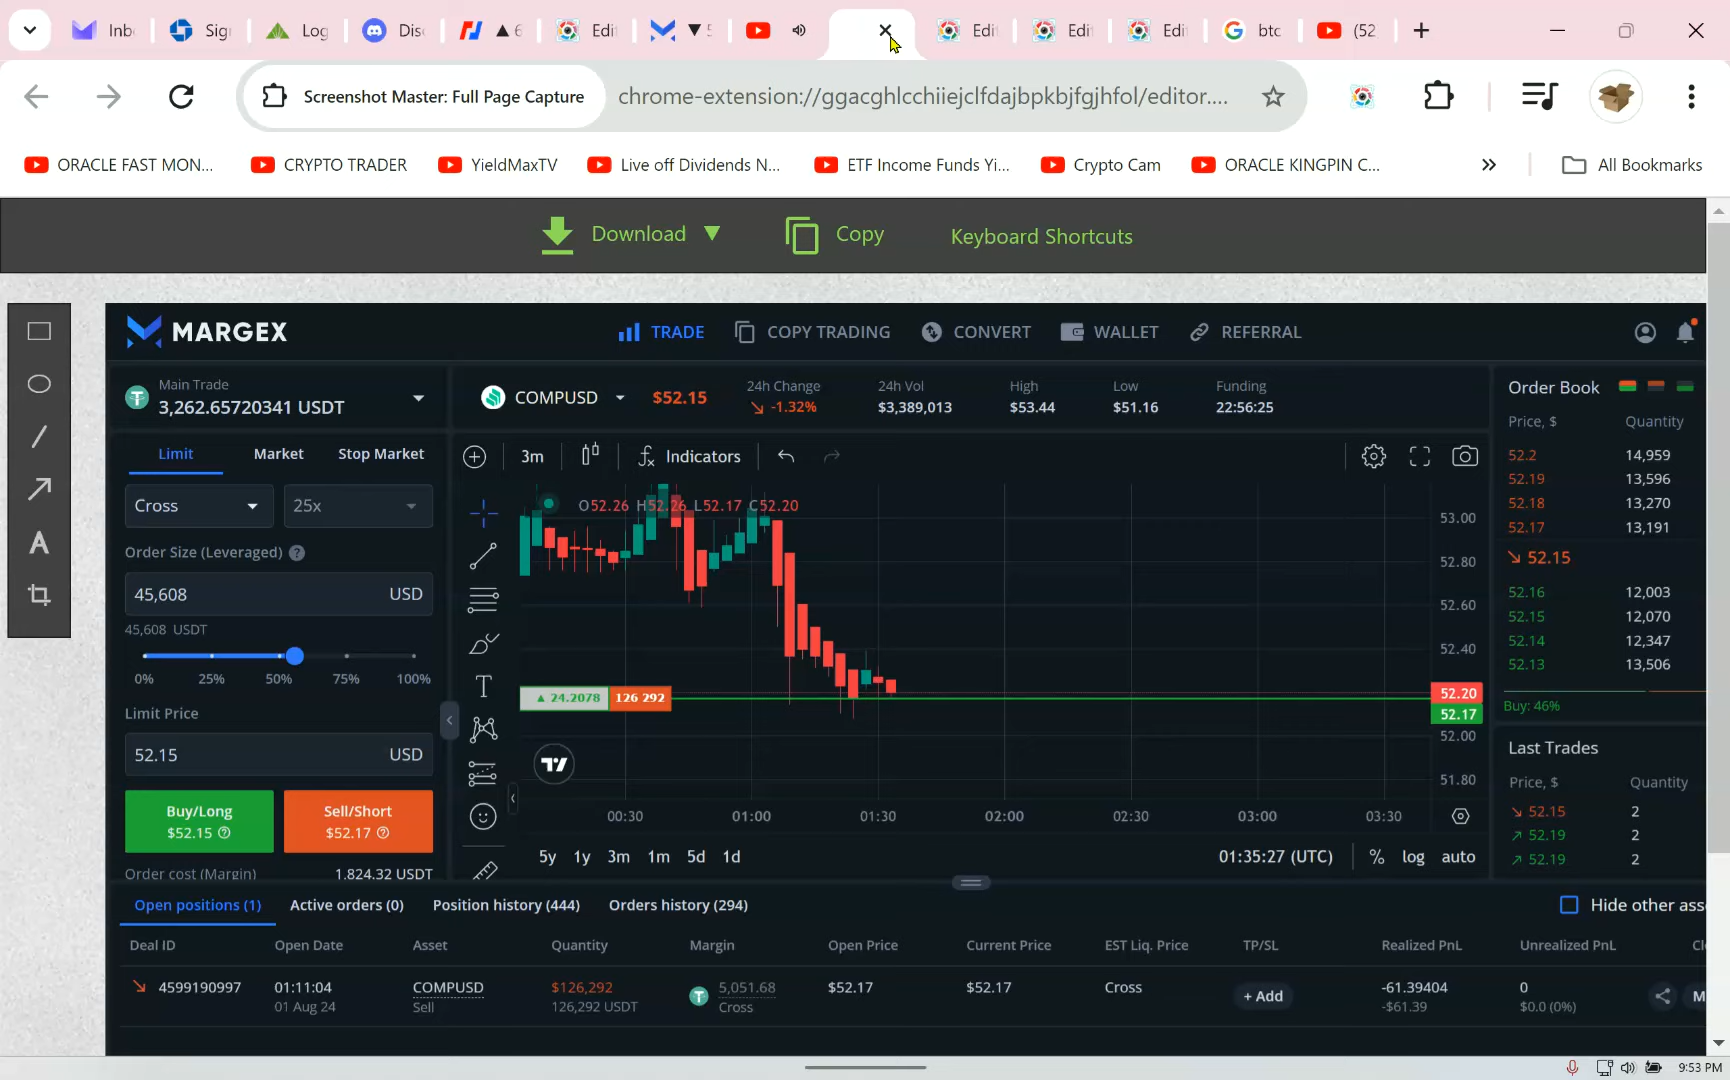 Inb
Sign
Log
Disc
▲ 6
Edit
▼ 5
Edit
Edit
Edit
btc
(52
Screenshot Master: Full Page Capture
chrome-extension://ggacghlcchiiejclfdajbpkbjfgjhfol/editor....
ORACLE FAST MON...
CRYPTO TRADER
YieldMaxTV
Live off Dividends N...
ETF Income Funds Yi...
Crypto Cam
ORACLE KINGPIN C...
»
All Bookmarks
Download ▼
Copy
Keyboard Shortcuts
MARGEX
TRADE
COPY TRADING
CONVERT
WALLET
REFERRAL
Main Trade
3,262.65720341 USDT
COMPUSD
$52.15
24h Change
-1.32%
24h Vol
$3,389,013
High
$53.44
Low
$51.16
Funding
22:56:25
Limit
Market
Stop Market
Cross
25x
Order Size (Leveraged) ?
45,608 USD
45,608 USDT
0% 25% 50% 75% 100%
Limit Price
52.15 USD
Buy/Long
$52.15
Sell/Short
$52.17
Order cost (Margin) 1,824.32 USDT
3m
Indicators
O52.26 H52.26 L52.17 C52.20
53.00
52.80
52.60
52.40
▲ 24.2078 126 292
52.20
52.17
52.00
51.80
00:30 01:00 01:30 02:00 02:30 03:00 03:30
5y 1y 3m 1m 5d 1d
01:35:27 (UTC) % log auto
Order Book
Price, $ Quantity
52.2 14,959
52.19 13,596
52.18 13,270
52.17 13,191
52.15
52.16 12,003
52.15 12,070
52.14 12,347
52.13 13,506
Buy: 46%
Last Trades
Price, $ Quantity
52.15 2
52.19 2
52.19 2
Open positions (1)
Active orders (0)
Position history (444)
Orders history (294)
Hide other ass
Deal ID Open Date Asset Quantity Margin Open Price Current Price EST Liq. Price TP/SL Realized PnL Unrealized PnL Cl
4599190997 01:11:04 COMPUSD $126,292 5,051.68 $52.17 $52.17 Cross + Add -61.39404 0 M
01 Aug 24 Sell 126,292 USDT Cross -$61.39 $0.0 (0%)
9:53 PM